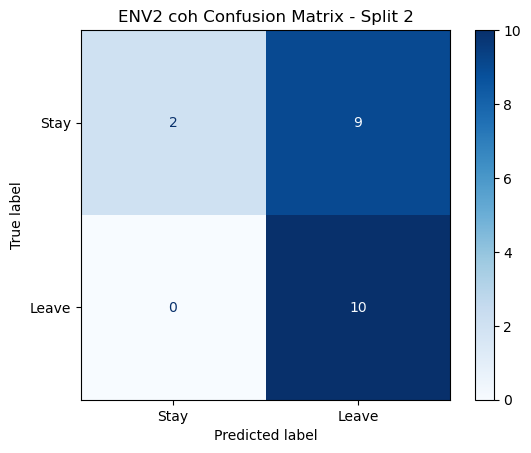 ENV2 coh Confusion Matrix - Split 2
10
Stay
2
9
8
6
True label
4
Leave
0
10
2
0
Stay
Leave
Predicted label